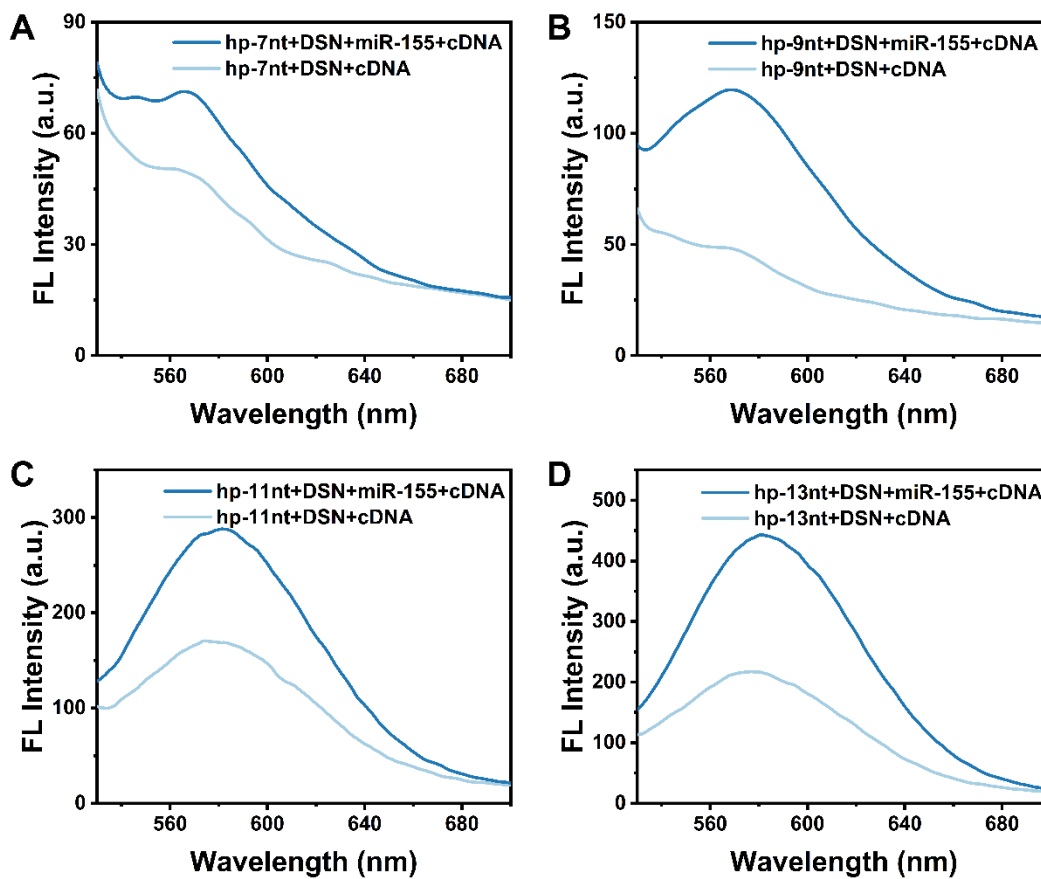 A
90
60
30
0
FL Intensity (a.u.)
hp-7nt+DSN+miR-155+cDNA
hp-7nt+DSN+cDNA
560
600
640
680
Wavelength (nm)
B
150
100
50
0
FL Intensity (a.u.)
hp-9nt+DSN+miR-155+cDNA
hp-9nt+DSN+cDNA
560
600
640
680
Wavelength (nm)
C
300
200
100
0
FL Intensity (a.u.)
hp-11nt+DSN+miR-155+cDNA
hp-11nt+DSN+cDNA
560
600
640
680
Wavelength (nm)
D
500
400
300
200
100
0
FL Intensity (a.u.)
hp-13nt+DSN+miR-155+cDNA
hp-13nt+DSN+cDNA
560
600
640
680
Wavelength (nm)